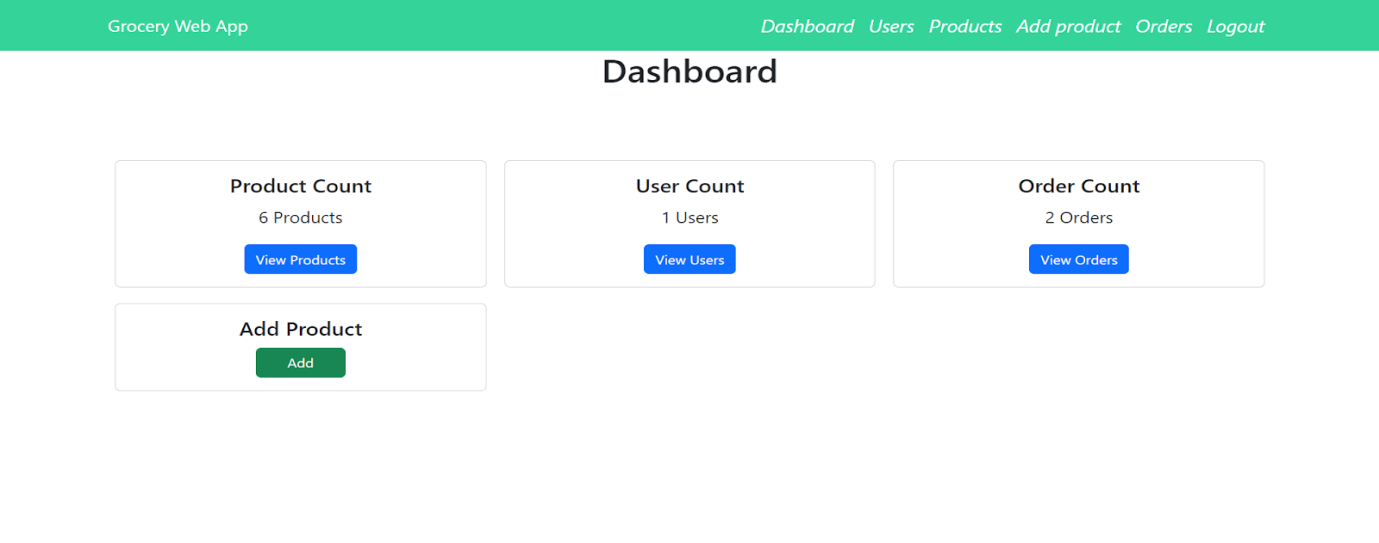 Grocery Web App
Dashboard Users Products Add product Orders Logout
Dashboard
Product Count
6 Products
View Products
User Count
1 Users
View Users
Order Count
2 Orders
View Orders
Add Product
Add